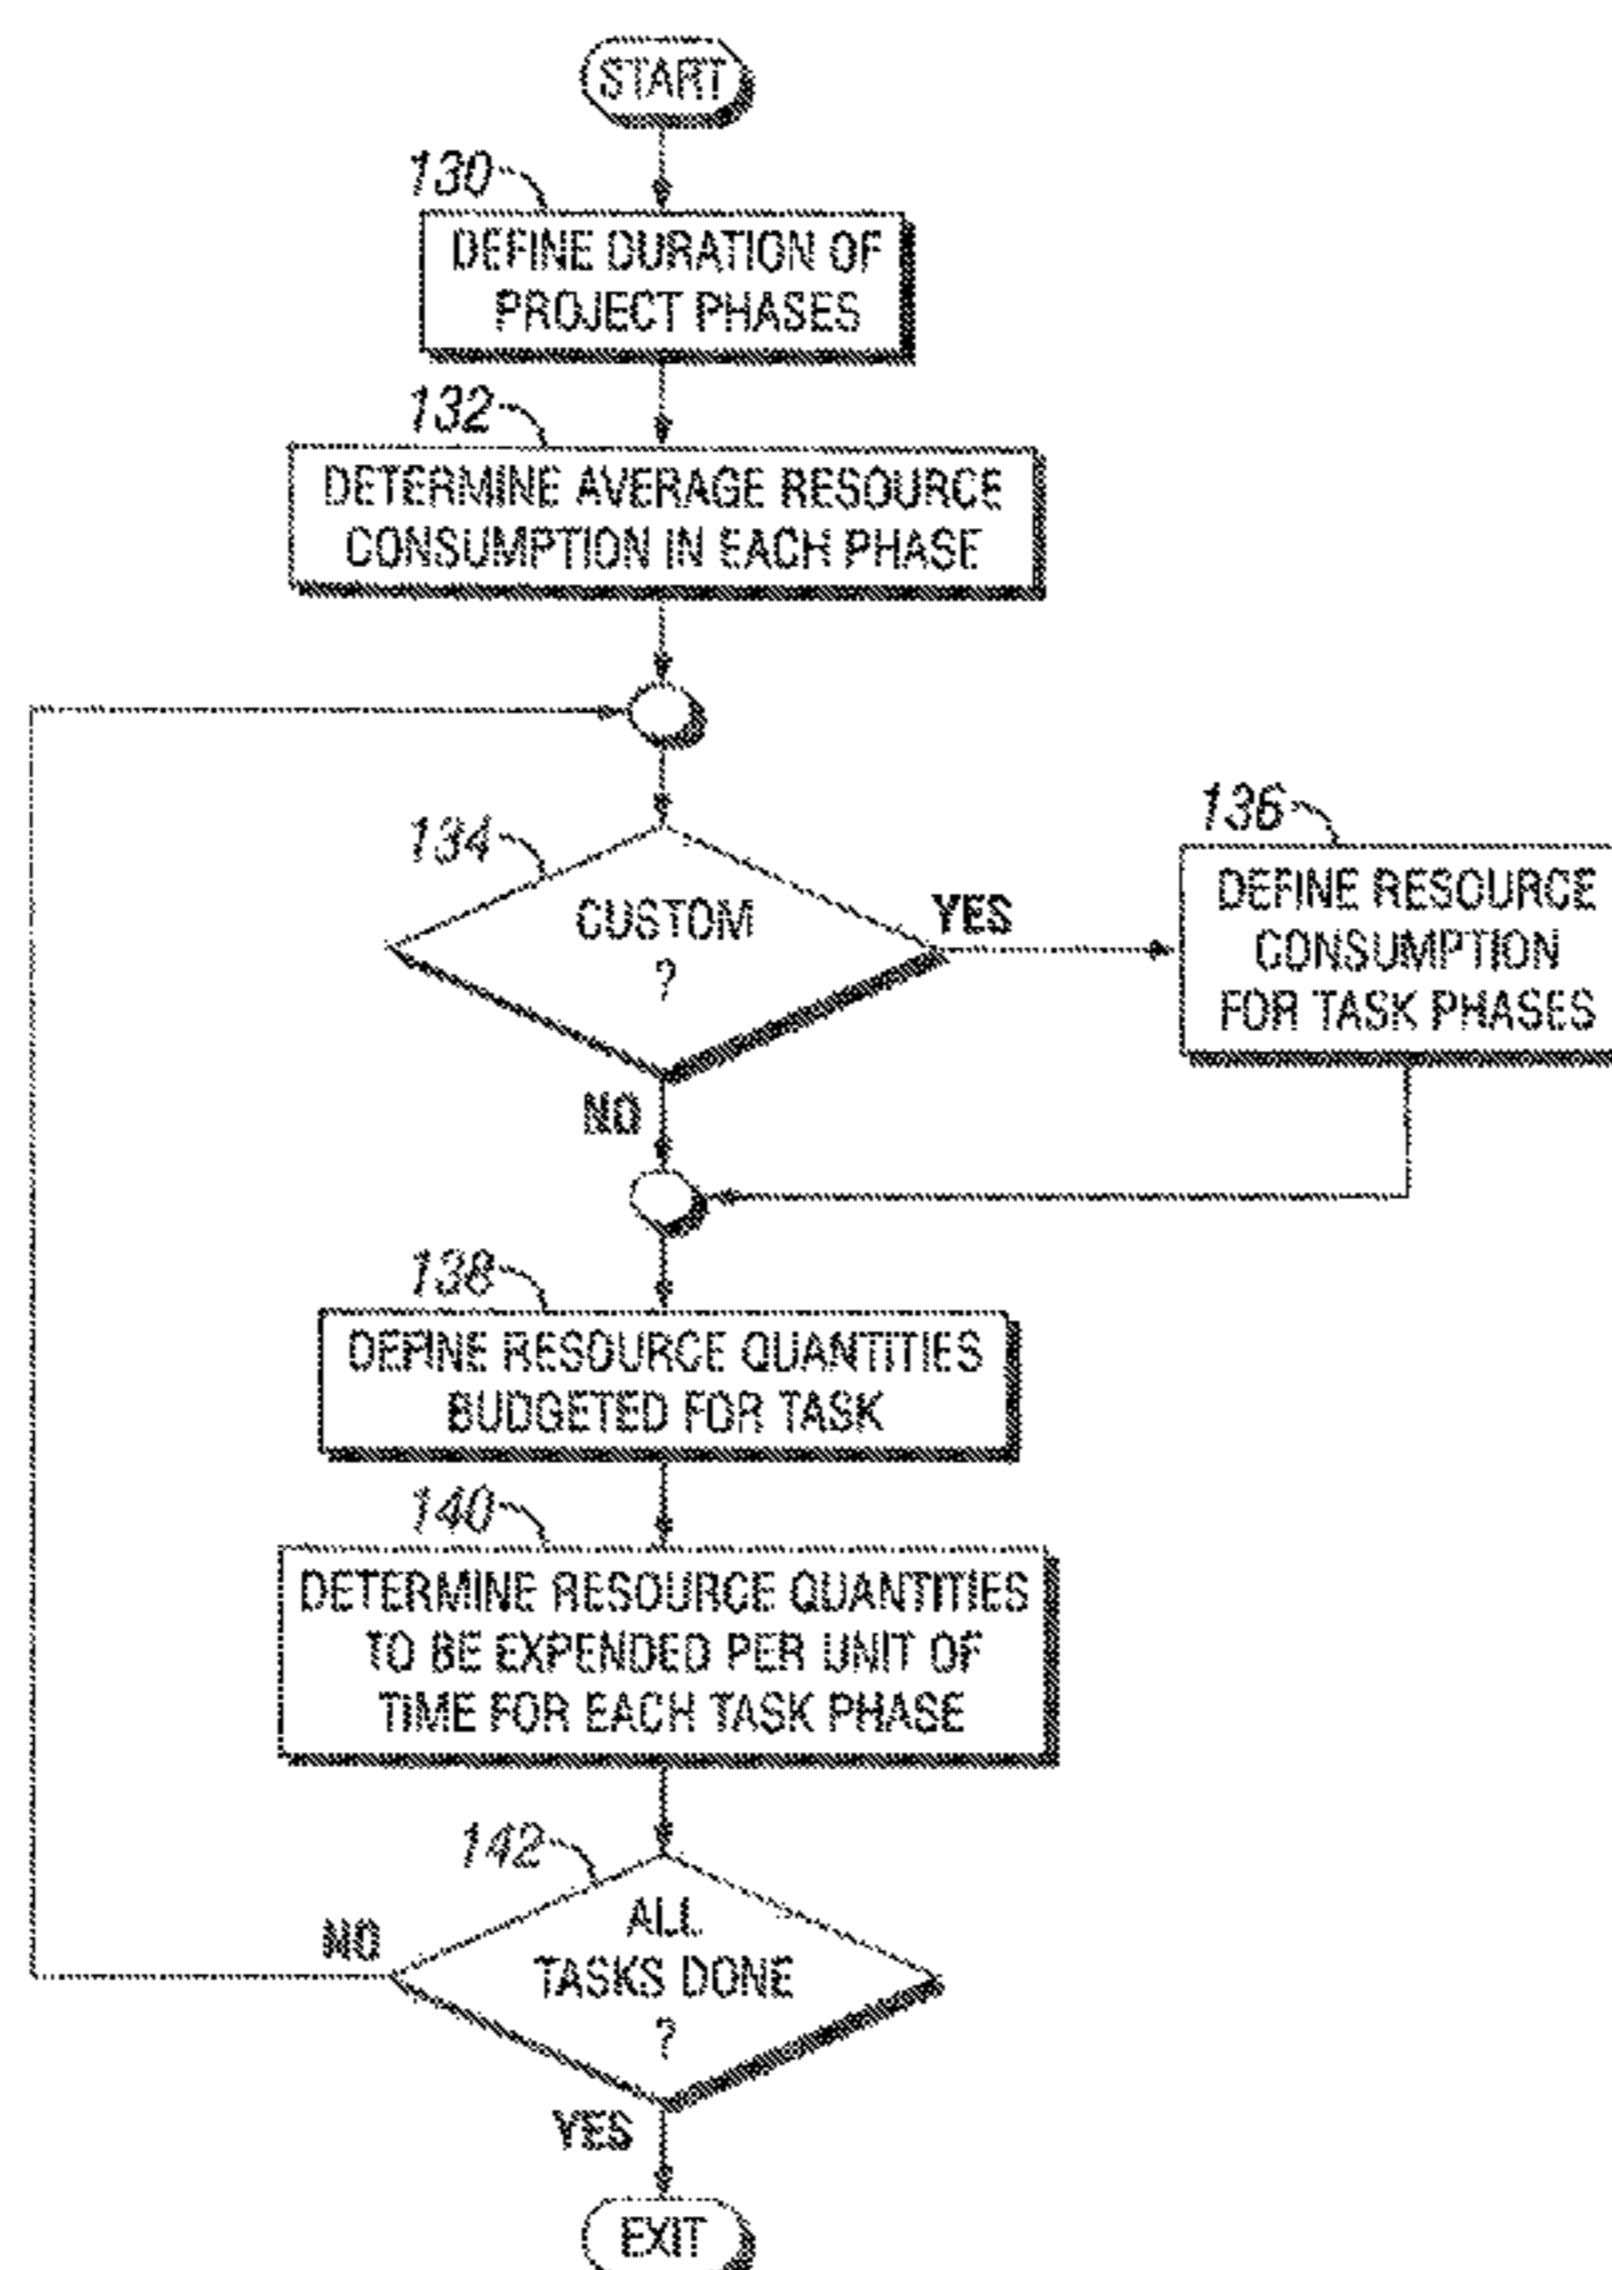 START
130
DEFINE DURATION OF
PROJECT PHASES
132
DETERMINE AVERAGE RESOURCE
CONSUMPTION IN EACH PHASE
134
CUSTOM
?
YES
136
DEFINE RESOURCE
CONSUMPTION
FOR TASK PHASES
NO
138
DEFINE RESOURCE QUANTITIES
BUDGETED FOR TASK
140
DETERMINE RESOURCE QUANTITIES
TO BE EXPENDED PER UNIT OF
TIME FOR EACH TASK PHASE
142
ALL
TASKS DONE
?
NO
YES
EXIT